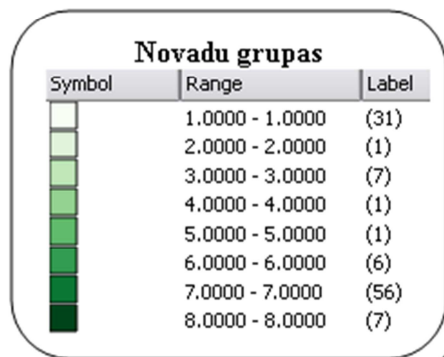 Novadu grupas
Symbol Range Label
1.0000 - 1.0000 (31)
2.0000 - 2.0000 (1)
3.0000 - 3.0000 (7)
4.0000 - 4.0000 (1)
5.0000 - 5.0000 (1)
6.0000 - 6.0000 (6)
7.0000 - 7.0000 (56)
8.0000 - 8.0000 (7)